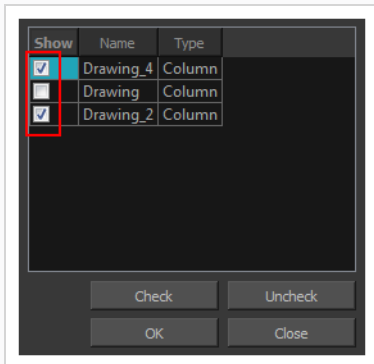 Show Name Type
Drawing_4 Column
Drawing Column
Drawing_2 Column
Check Uncheck
OK Close